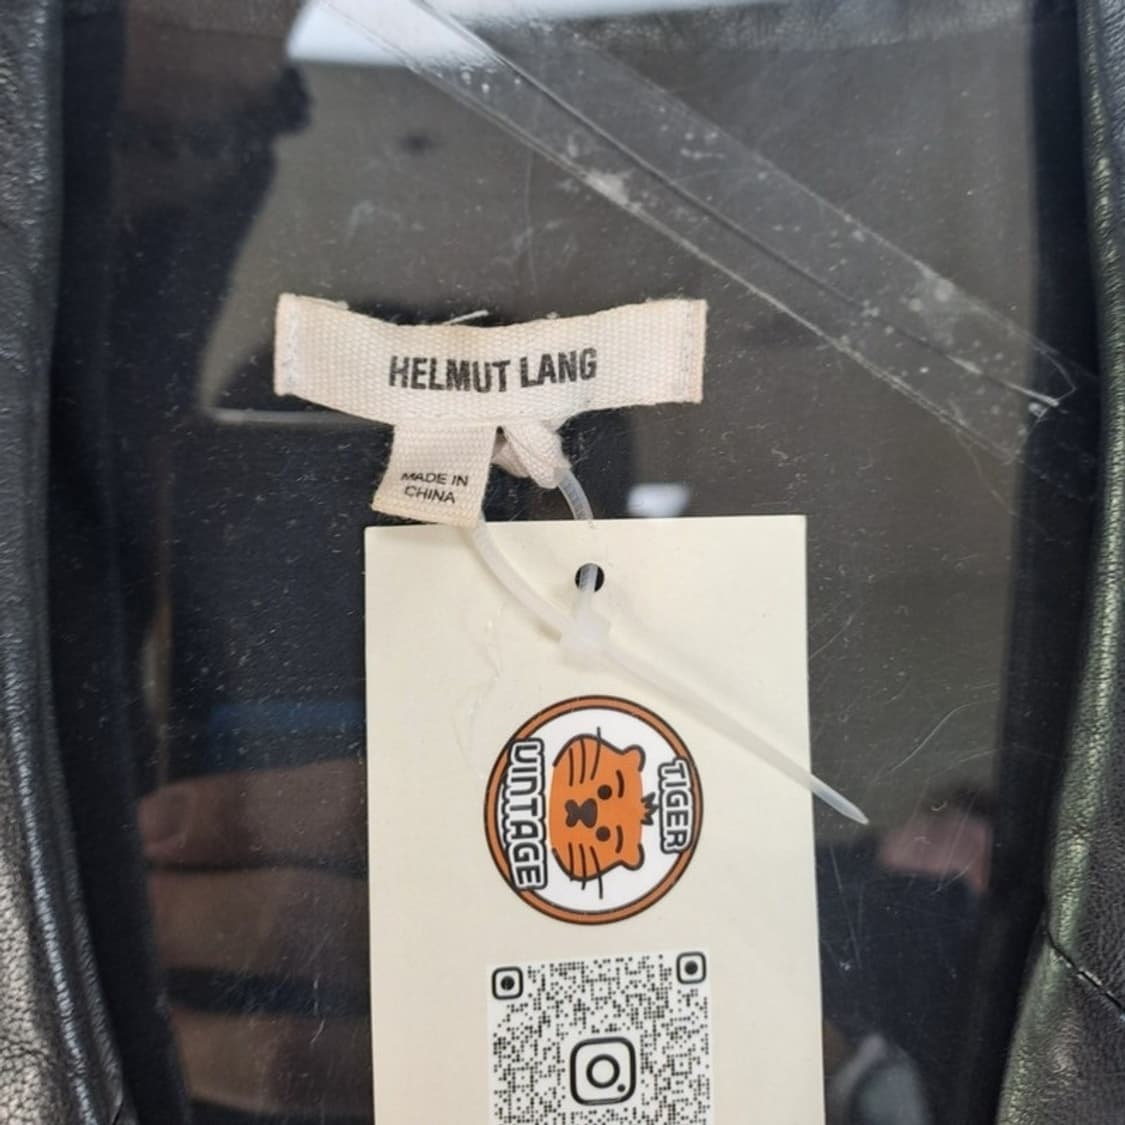 HELMUT LANG
MADE IN
CHINA
TIGER
VINTAGE